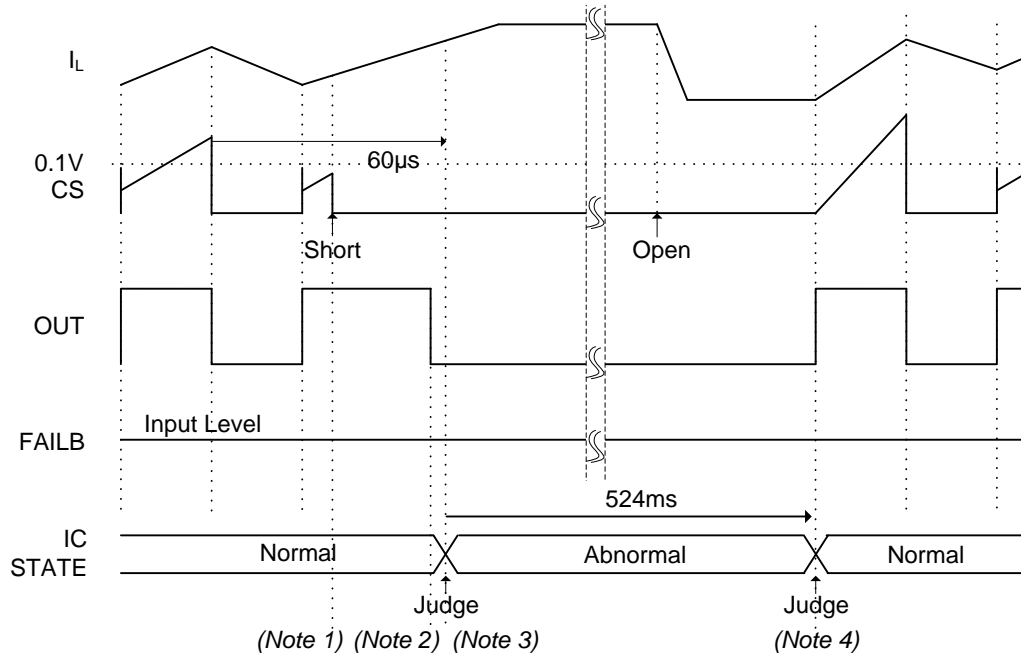 I_L
0.1V
CS
60µs
Short
Open
OUT
Input Level
FAILB
524ms
IC
STATE
Normal
Abnormal
Normal
Judge
Judge
(Note 1) (Note 2) (Note 3)
(Note 4)